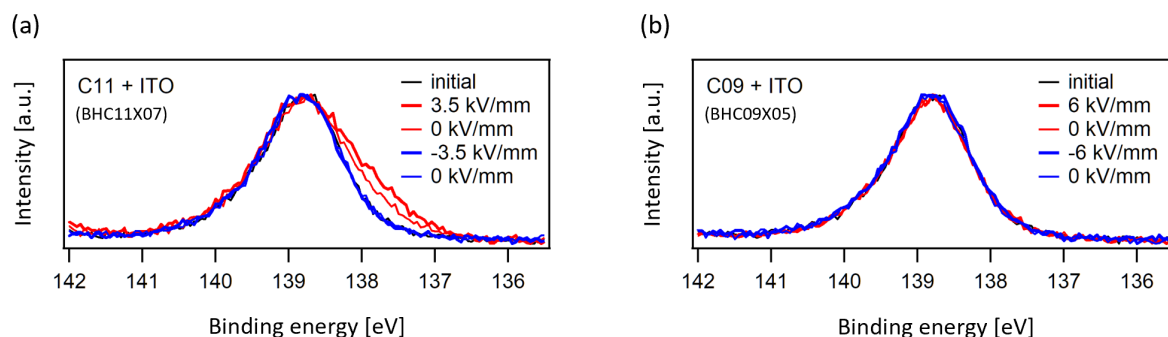 (a)
C11 + ITO
(BHC11X07)
initial
3.5 kV/mm
0 kV/mm
-3.5 kV/mm
0 kV/mm
Intensity [a.u.]
142 141 140 139 138 137 136
Binding energy [eV]
(b)
C09 + ITO
(BHC09X05)
initial
6 kV/mm
0 kV/mm
-6 kV/mm
0 kV/mm
Intensity [a.u.]
142 141 140 139 138 137 136
Binding energy [eV]